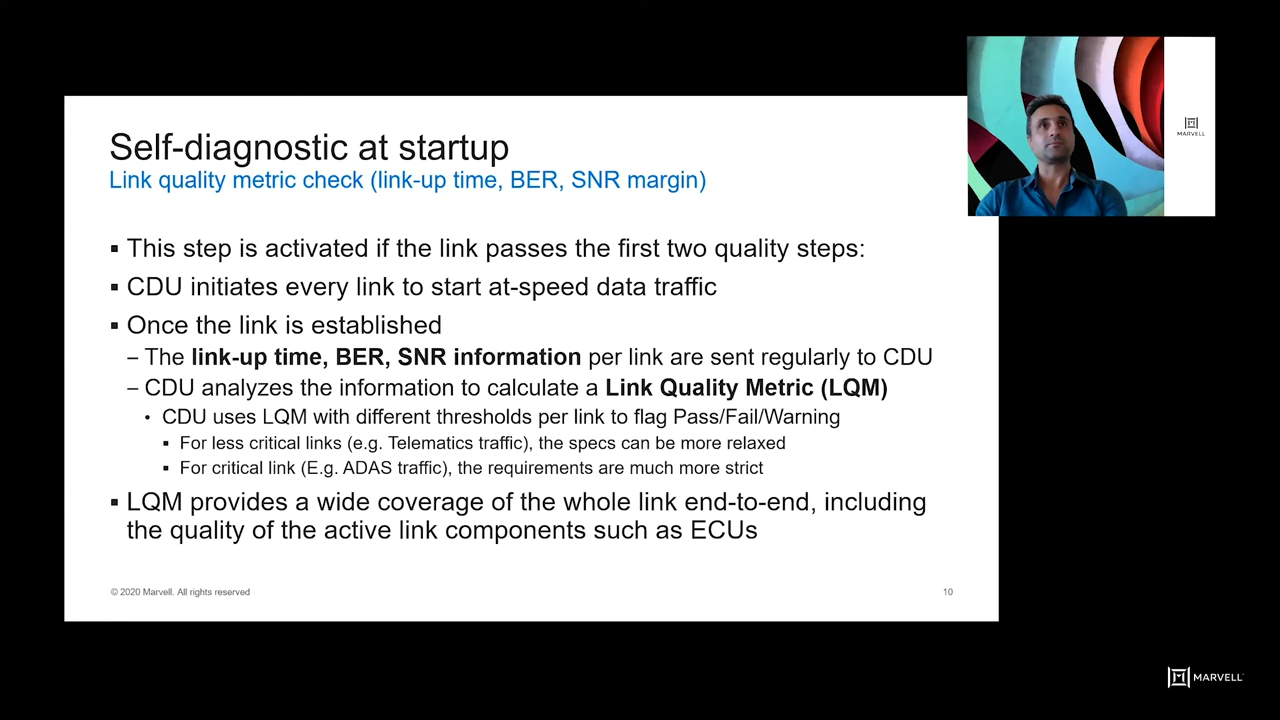 Self-diagnostic at startup
Link quality metric check (link-up time, BER, SNR margin)
▪ This step is activated if the link passes the first two quality steps:
▪ CDU initiates every link to start at-speed data traffic
▪ Once the link is established
– The link-up time, BER, SNR information per link are sent regularly to CDU
– CDU analyzes the information to calculate a Link Quality Metric (LQM)
• CDU uses LQM with different thresholds per link to flag Pass/Fail/Warning
▪ For less critical links (e.g. Telematics traffic), the specs can be more relaxed
▪ For critical link (E.g. ADAS traffic), the requirements are much more strict
▪ LQM provides a wide coverage of the whole link end-to-end, including
the quality of the active link components such as ECUs
© 2020 Marvell. All rights reserved
10
MARVELL
MARVELL